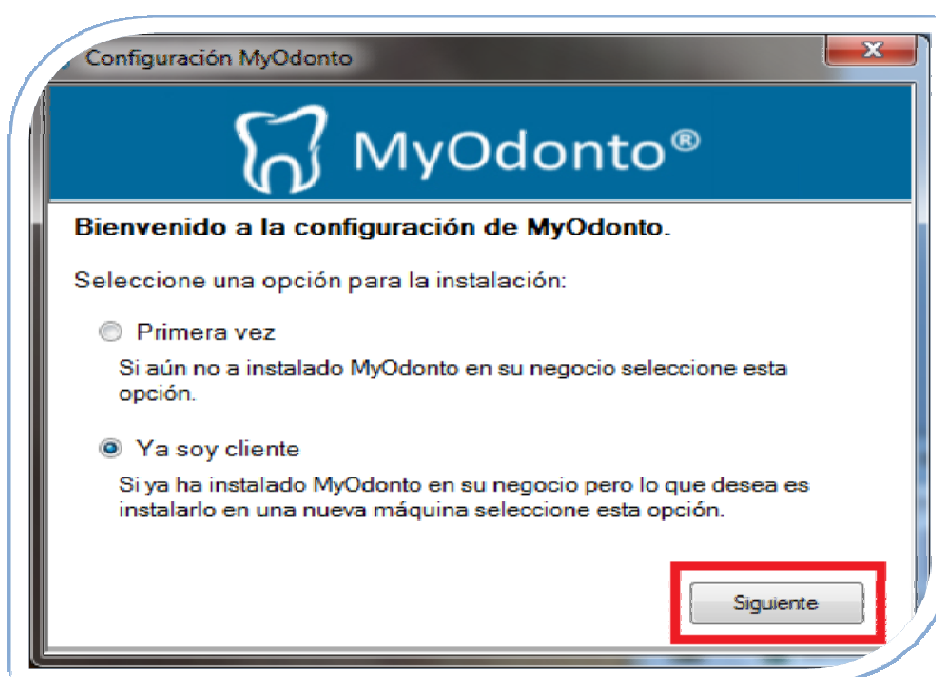 Configuración MyOdonto
MyOdonto®
Bienvenido a la configuración de MyOdonto.
Seleccione una opción para la instalación:
Primera vez
Si aún no a instalado MyOdonto en su negocio seleccione esta
opción.
Ya soy cliente
Si ya ha instalado MyOdonto en su negocio pero lo que desea es
instalarlo en una nueva máquina seleccione esta opción.
Siguiente